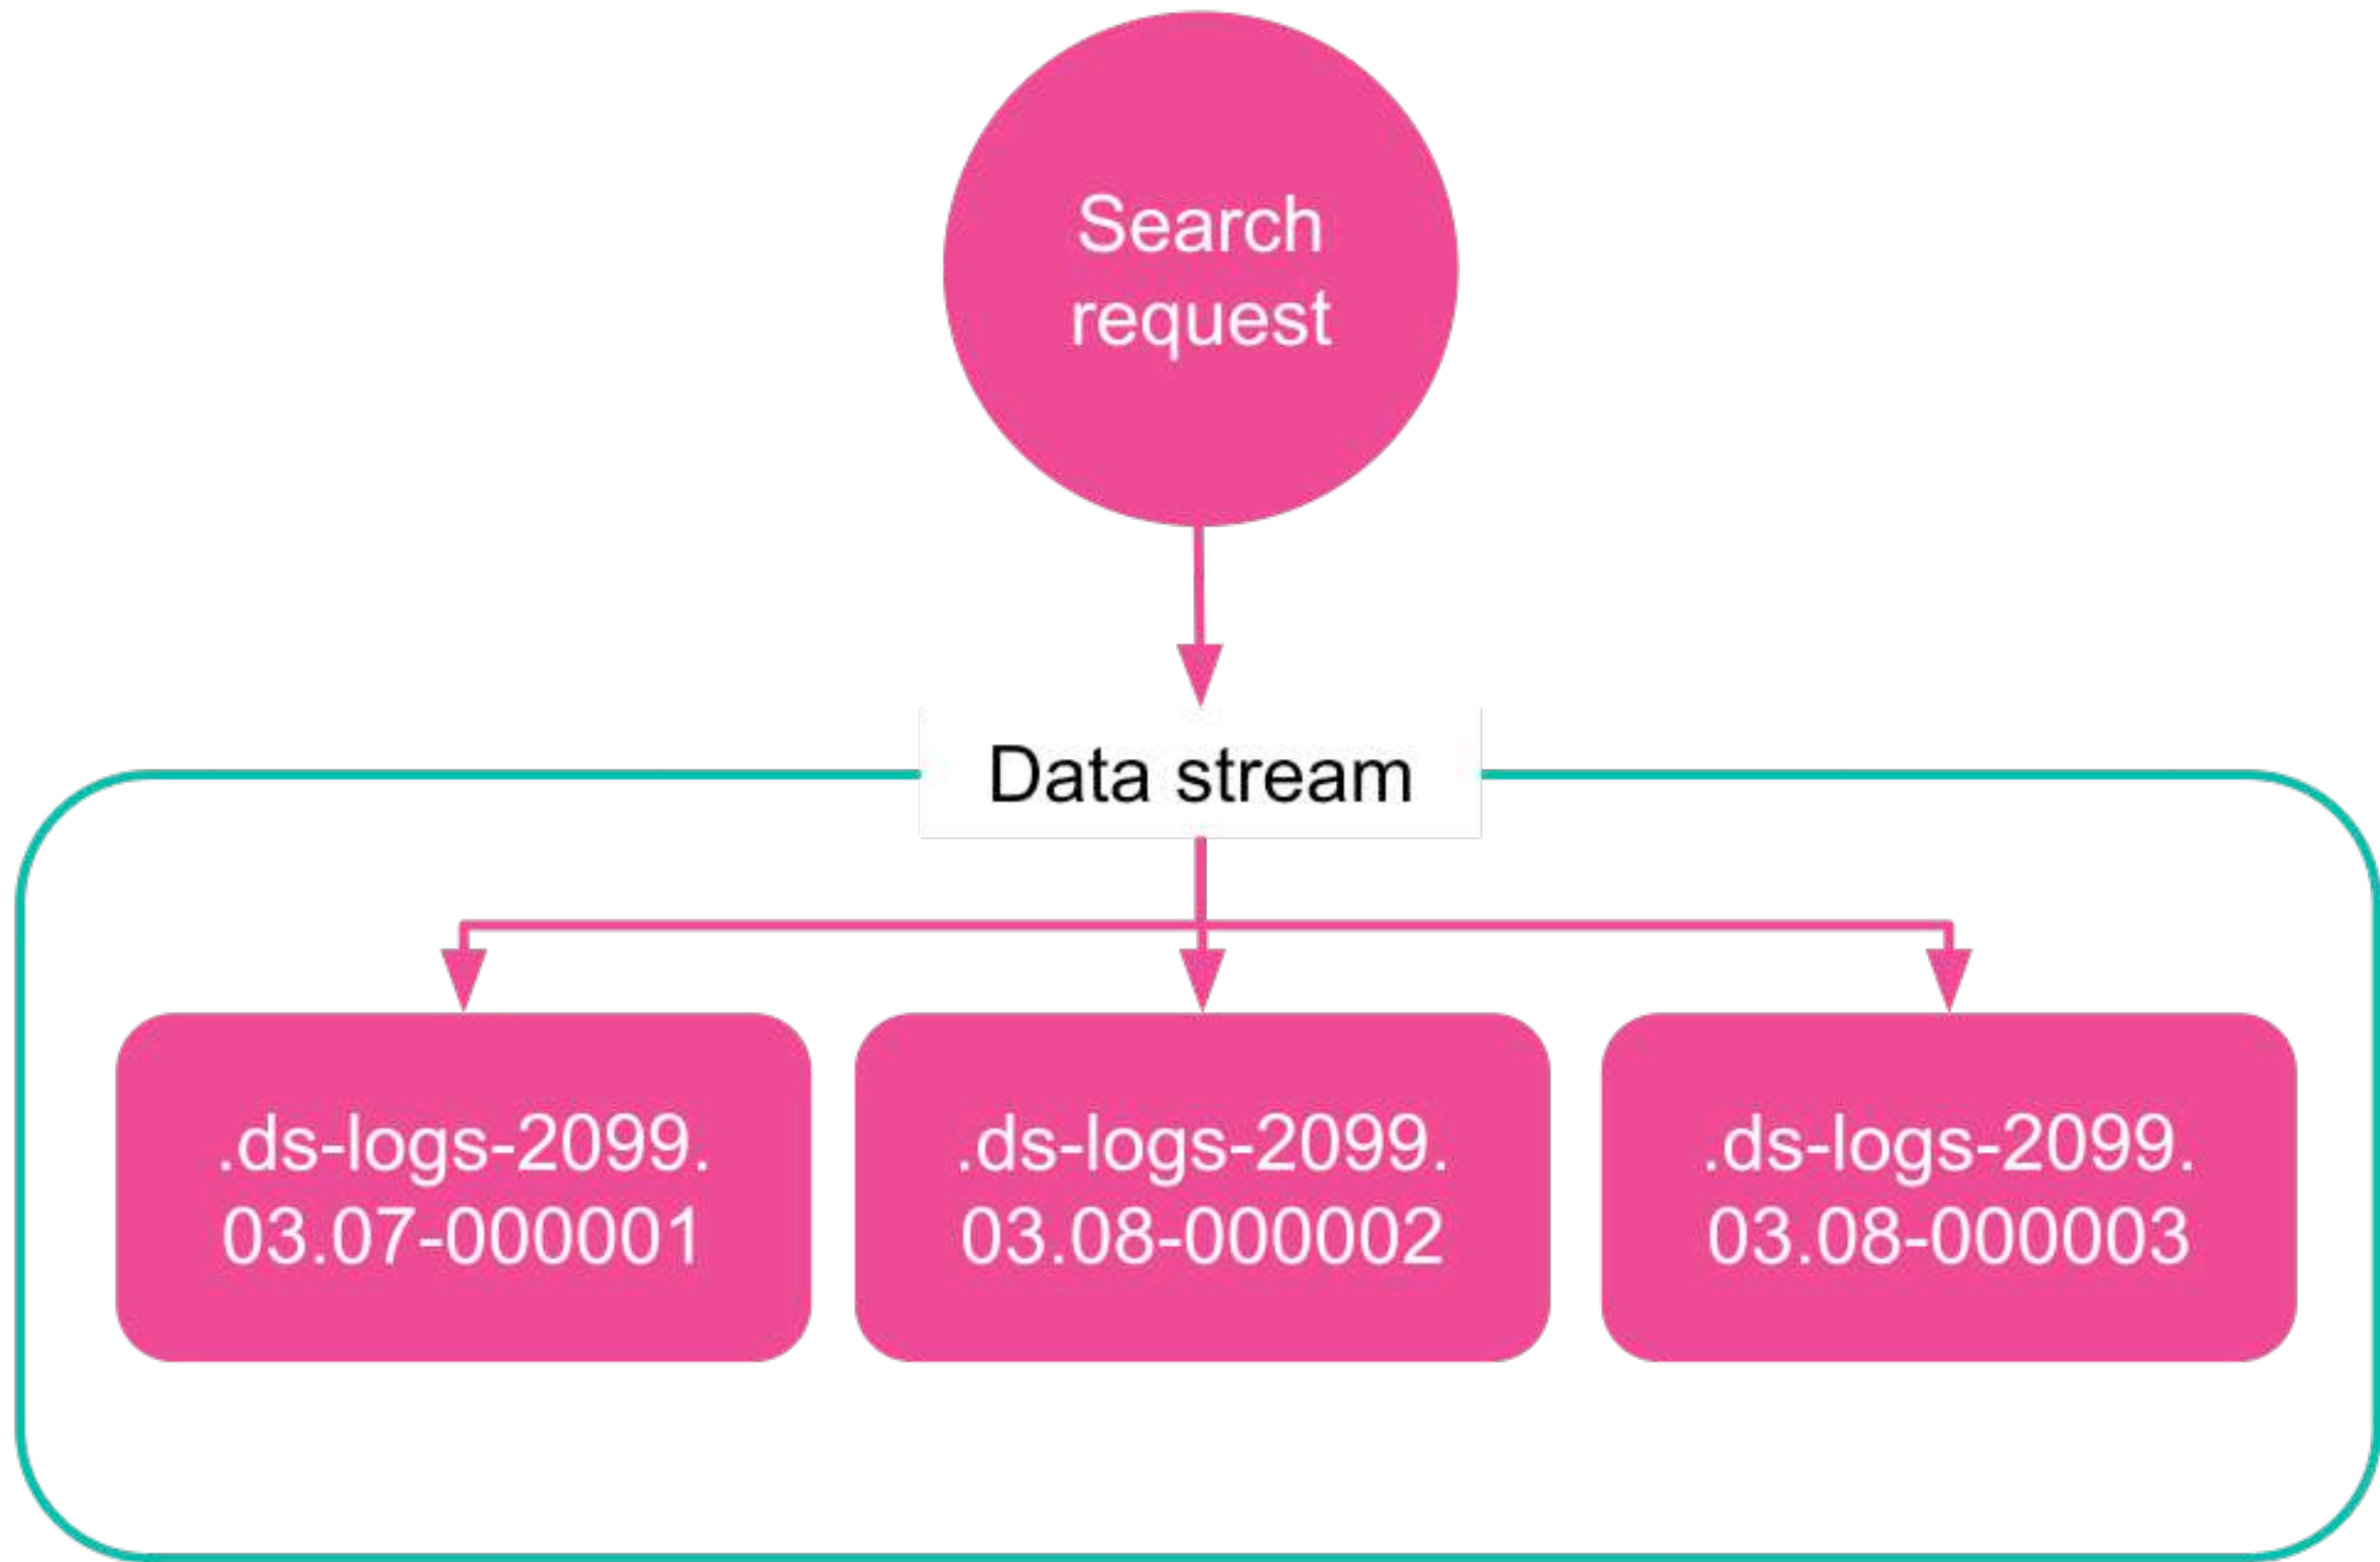 Search
request
Data stream
.ds-logs-2099.
03.07-000001
.ds-logs-2099.
03.08-000002
.ds-logs-2099.
03.08-000003